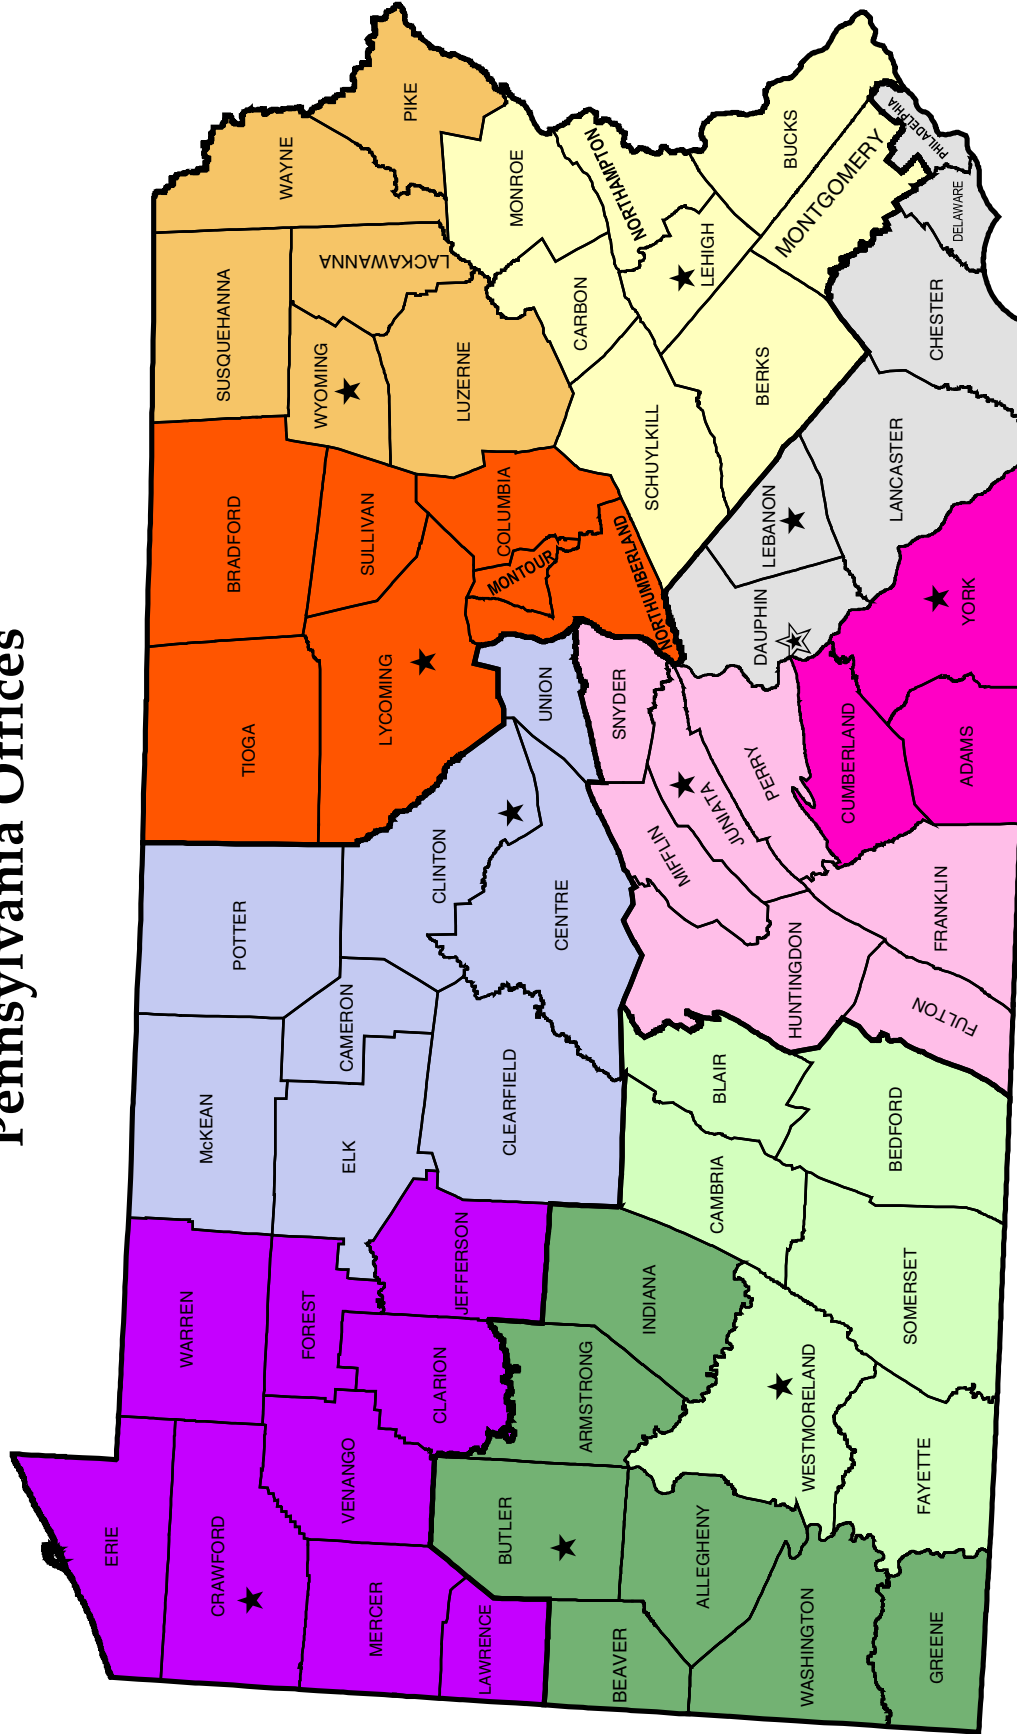 Pennsylvania Offices
ERIE
CRAWFORD
WARREN
McKEAN
POTTER
TIOGA
BRADFORD
SUSQUEHANNA
WAYNE
PIKE
LACKAWANNA
WYOMING
SULLIVAN
LYCOMING
CAMERON
ELK
FOREST
VENANGO
MERCER
LAWRENCE
BUTLER
CLARION
JEFFERSON
CLEARFIELD
CLINTON
CENTRE
UNION
MONTOUR
COLUMBIA
LUZERNE
MONROE
CARBON
NORTHAMPTON
LEHIGH
SCHUYLKILL
NORTHUMBERLAND
SNYDER
MIFFLIN
JUNIATA
PERRY
DAUPHIN
LEBANON
BERKS
MONTGOMERY
BUCKS
PHILADELPHIA
DELAWARE
CHESTER
LANCASTER
YORK
CUMBERLAND
ADAMS
FRANKLIN
FULTON
HUNTINGDON
BLAIR
BEDFORD
CAMBRIA
SOMERSET
INDIANA
ARMSTRONG
WESTMORELAND
FAYETTE
ALLEGHENY
BEAVER
WASHINGTON
GREENE